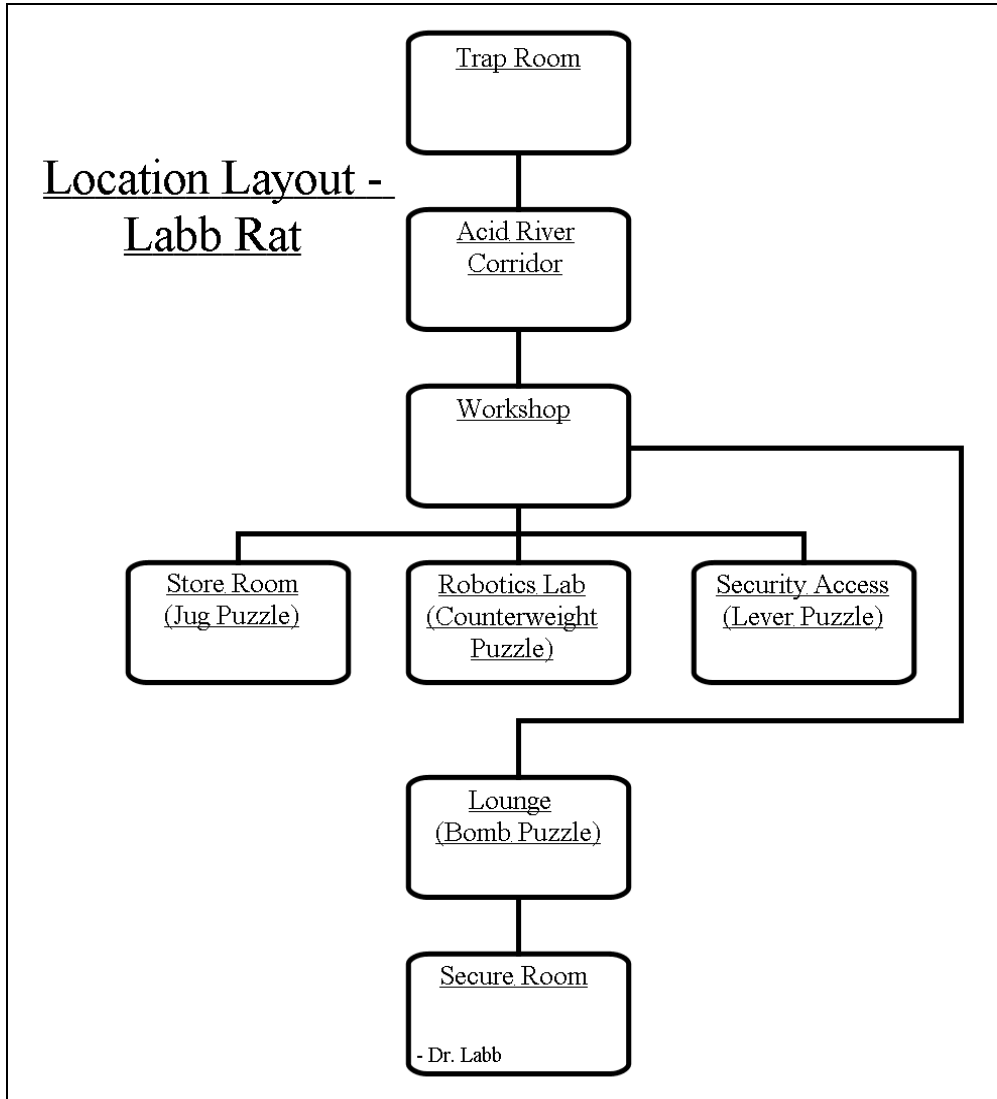 Trap Room
Location Layout -
Labb Rat
Acid River
Corridor
Workshop
Store Room
(Jug Puzzle)
Robotics Lab
(Counterweight
Puzzle)
Security Access
(Lever Puzzle)
Lounge
(Bomb Puzzle)
Secure Room
- Dr. Labb